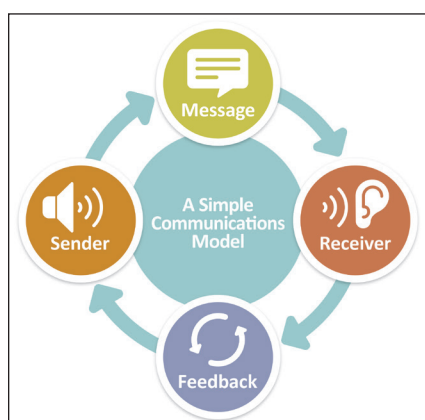 Message
A Simple
Communications
Model
Sender
Receiver
Feedback